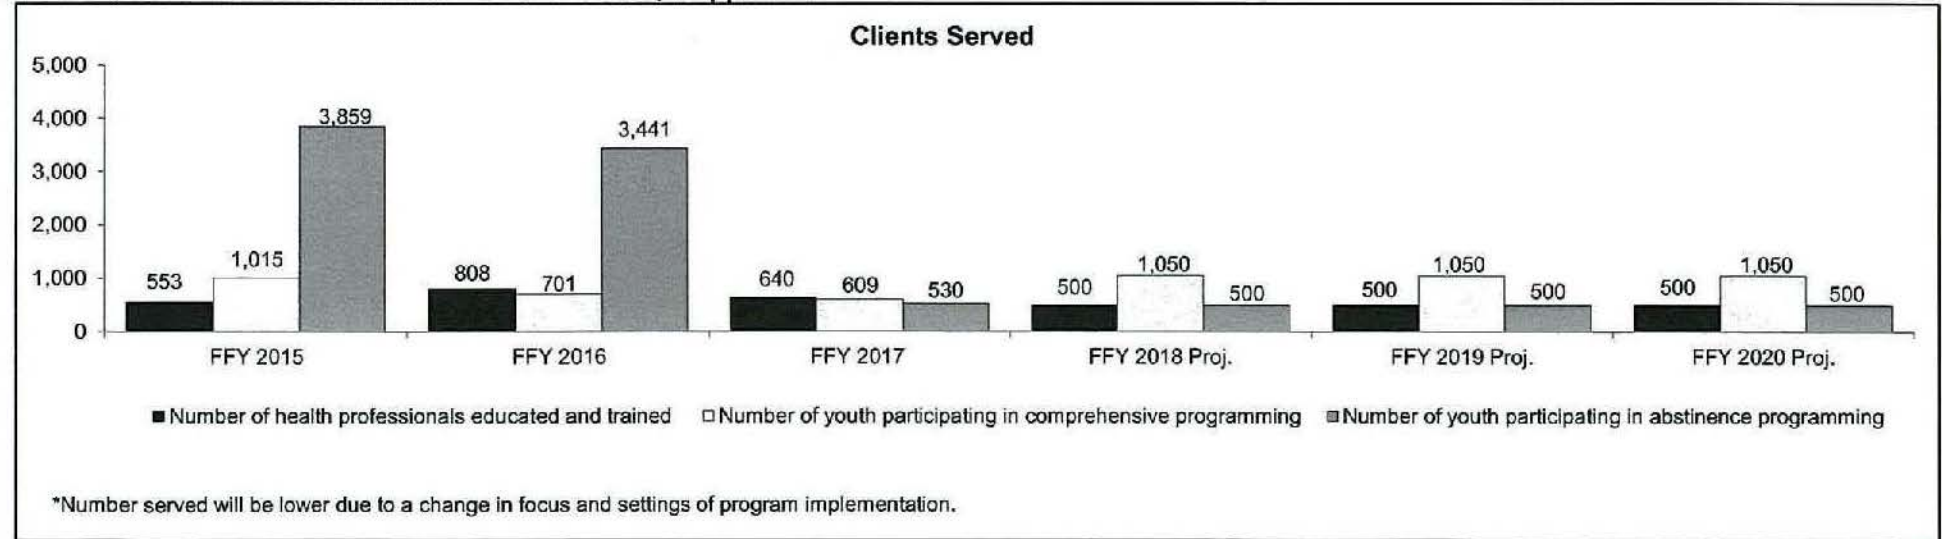 Clients Served
5,000
4,000
3,000
2,000
1,000
0
553
1,015
3,859
808
701
3,441
640
609
530
500
1,050
500
500
1,050
500
500
1,050
500
FFY 2015
FFY 2016
FFY 2017
FFY 2018 Proj.
FFY 2019 Proj.
FFY 2020 Proj.
Number of health professionals educated and trained
Number of youth participating in comprehensive programming
Number of youth participating in abstinence programming
*Number served will be lower due to a change in focus and settings of program implementation.